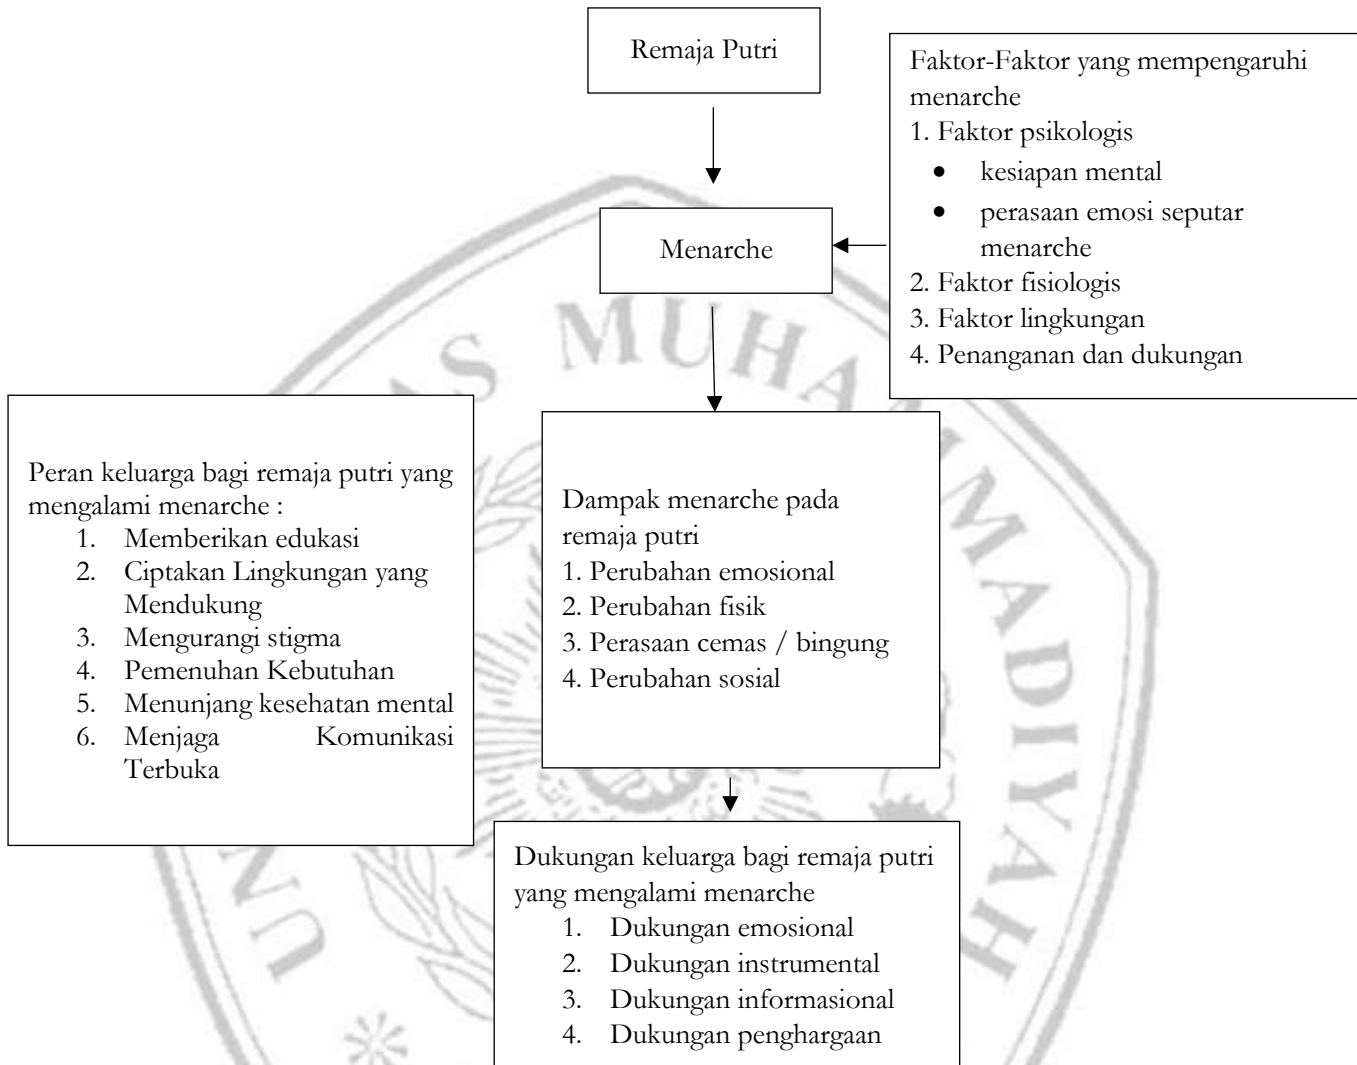 Remaja Putri
Faktor-Faktor yang mempengaruhi
menarche
1. Faktor psikologis
• kesiapan mental
• perasaan emosi seputar
menarche
2. Faktor fisiologis
3. Faktor lingkungan
4. Penanganan dan dukungan
Menarche
Peran keluarga bagi remaja putri yang
mengalami menarche :
1. Memberikan edukasi
2. Ciptakan Lingkungan yang
Mendukung
3. Mengurangi stigma
4. Pemenuhan Kebutuhan
5. Menunjang kesehatan mental
6. Menjaga Komunikasi
Terbuka
Dampak menarche pada
remaja putri
1. Perubahan emosional
2. Perubahan fisik
3. Perasaan cemas / bingung
4. Perubahan sosial
Dukungan keluarga bagi remaja putri
yang mengalami menarche
1. Dukungan emosional
2. Dukungan instrumental
3. Dukungan informasional
4. Dukungan penghargaan
MUHAMMADIYAH